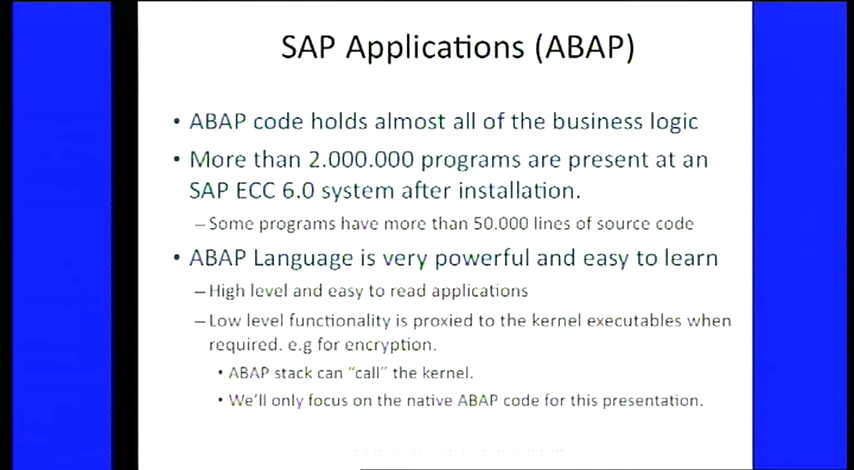 SAP Applications (ABAP)
• ABAP code holds almost all of the business logic
• More than 2.000.000 programs are present at an
SAP ECC 6.0 system after installation.
– Some programs have more than 50.000 lines of source code
• ABAP Language is very powerful and easy to learn
– High level and easy to read applications
– Low level functionality is proxied to the kernel executables when
required. e.g for encryption.
• ABAP stack can “call” the kernel.
• We’ll only focus on the native ABAP code for this presentation.